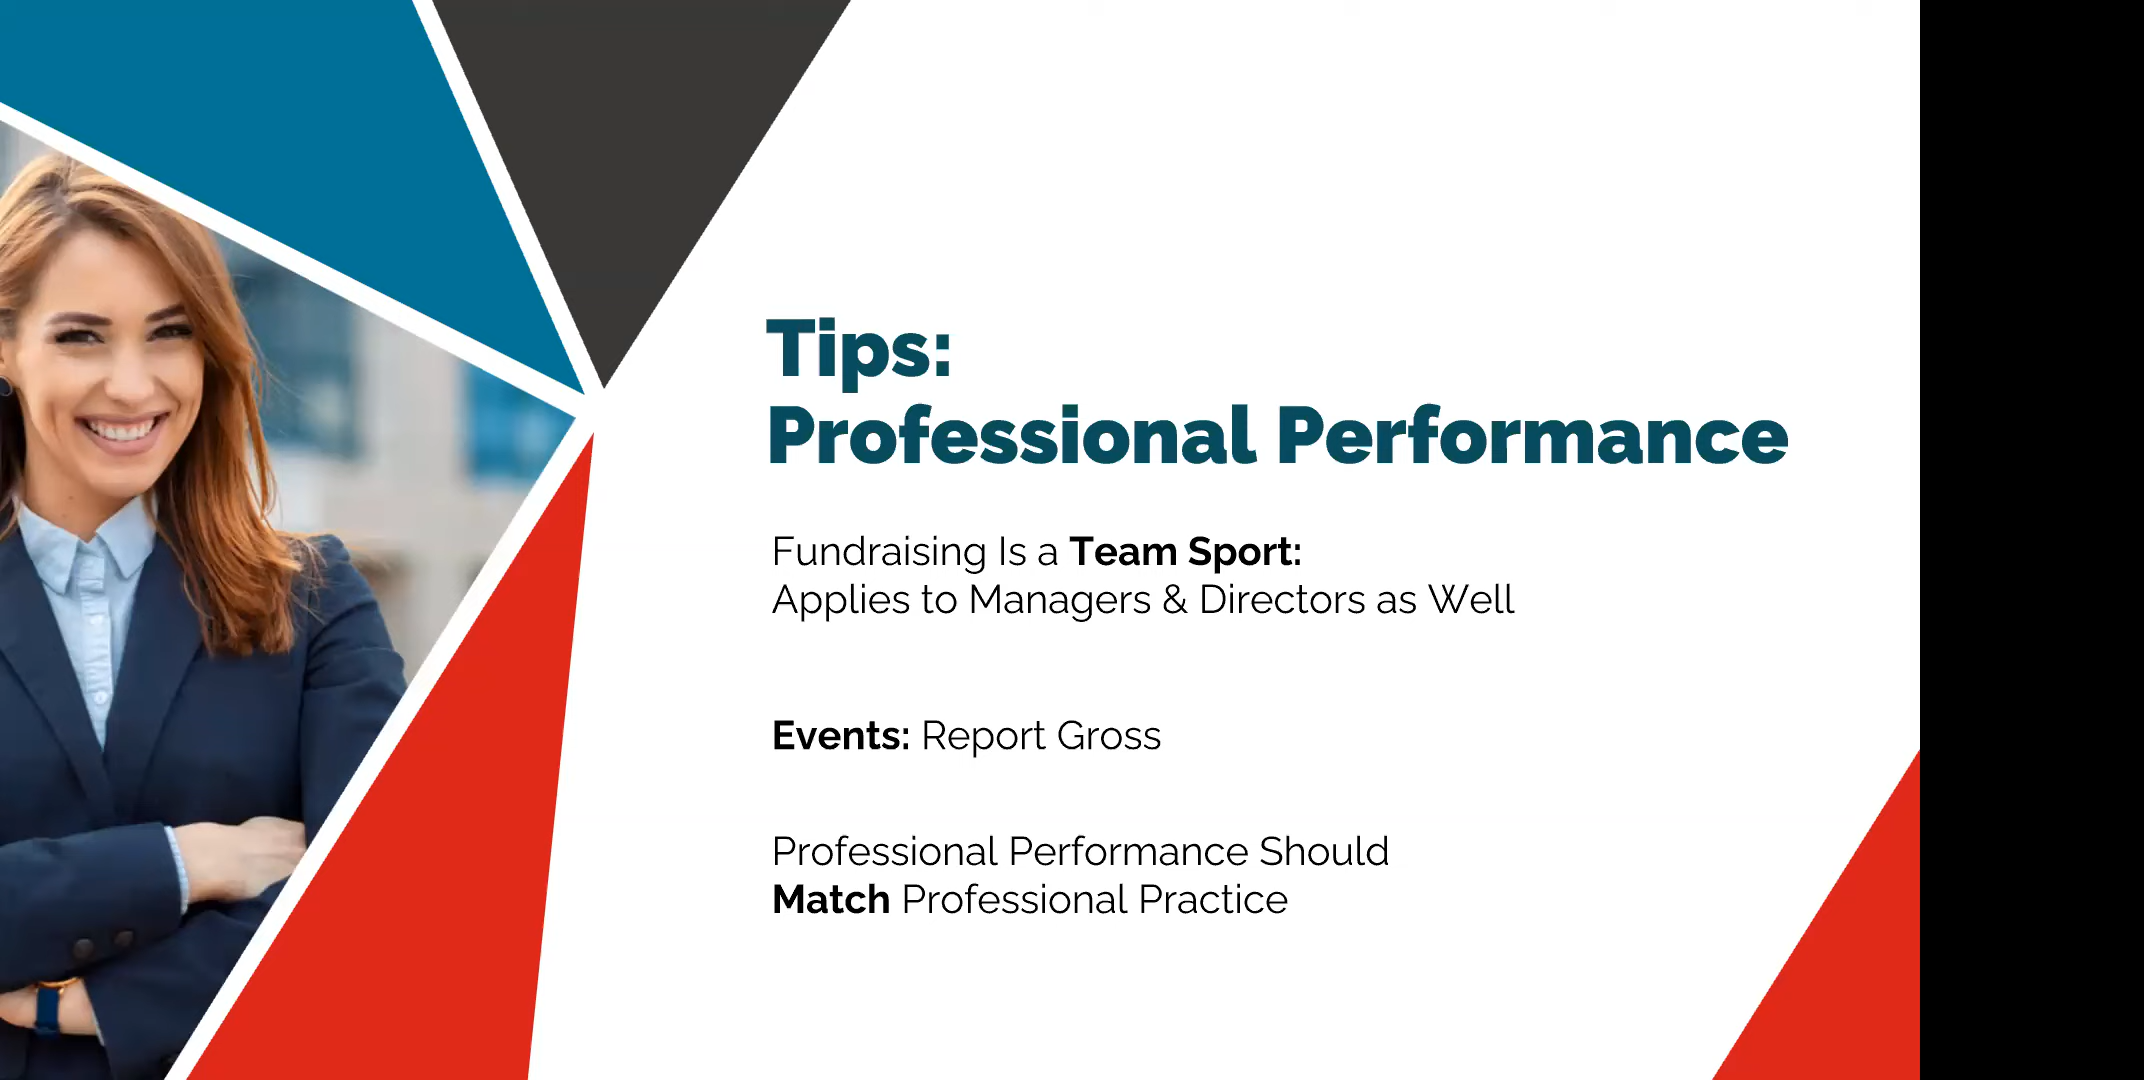 Tips:
Professional Performance
Fundraising Is a Team Sport:
Applies to Managers & Directors as Well
Events: Report Gross
Professional Performance Should
Match Professional Practice